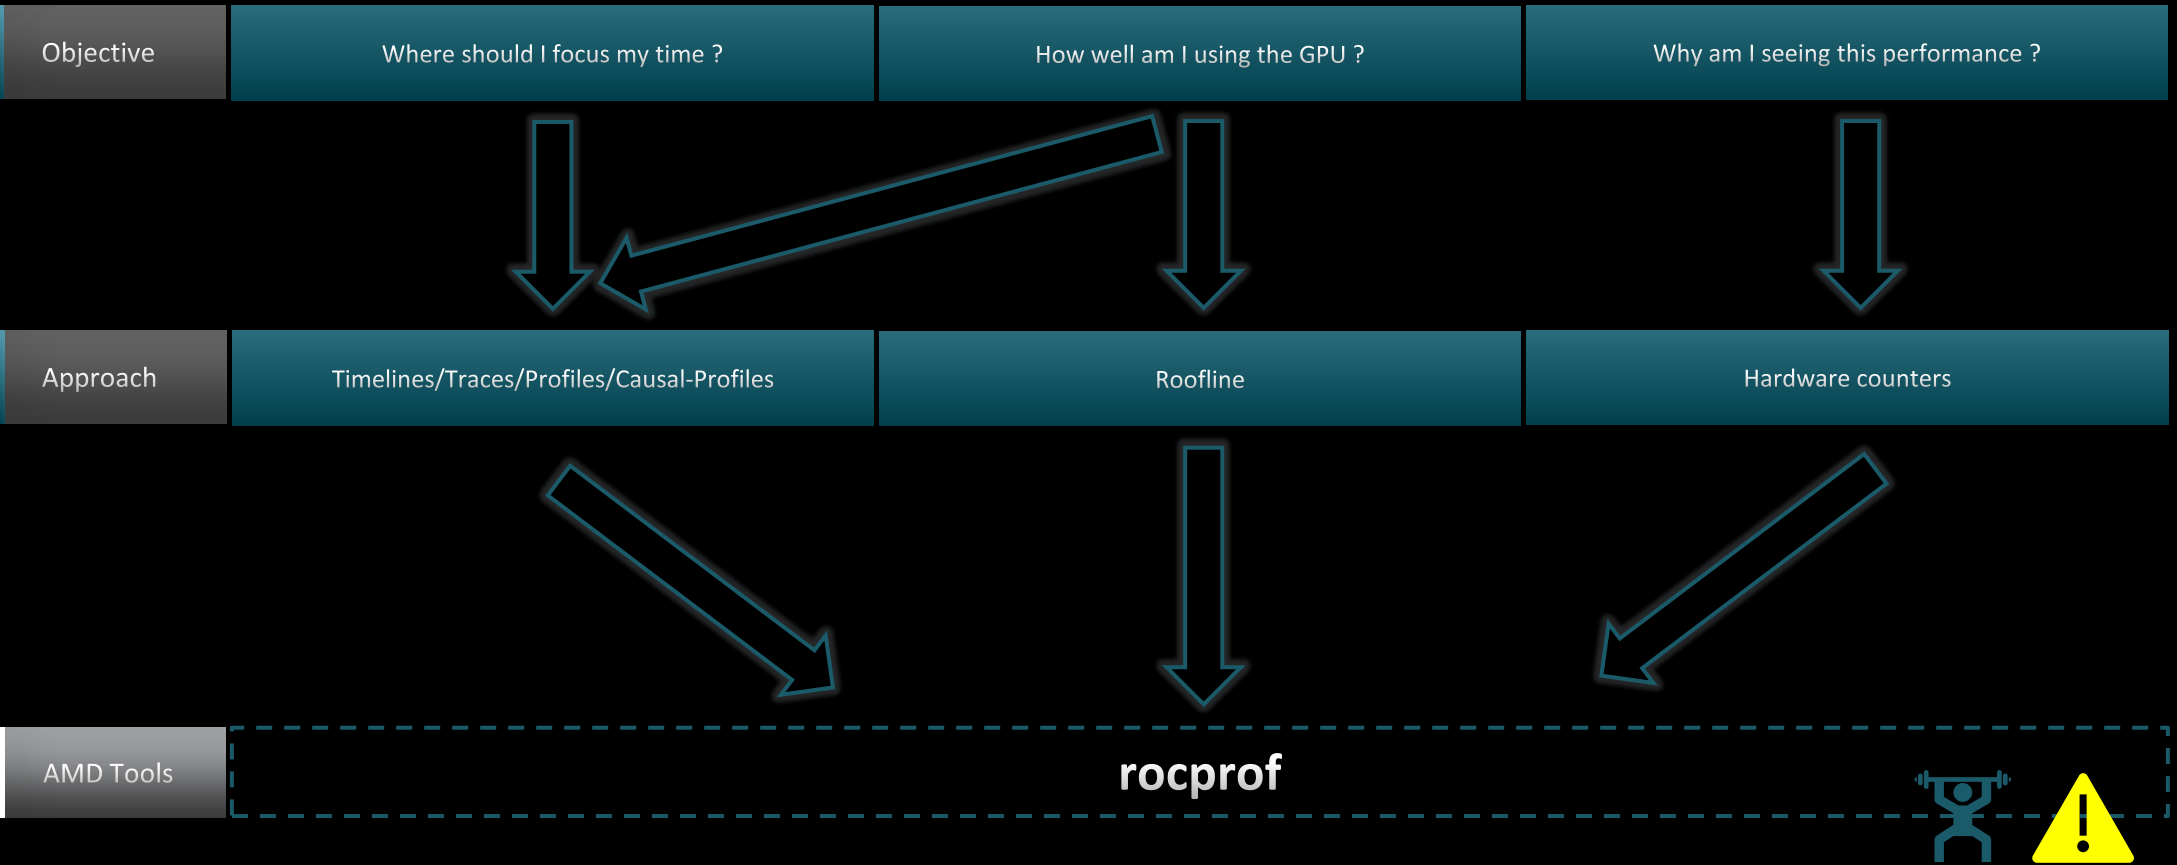 Objective
Where should I focus my time ?
How well am I using the GPU ?
Why am I seeing this performance ?
Approach
Timelines/Traces/Profiles/Causal-Profiles
Roofline
Hardware counters
AMD Tools
rocprof